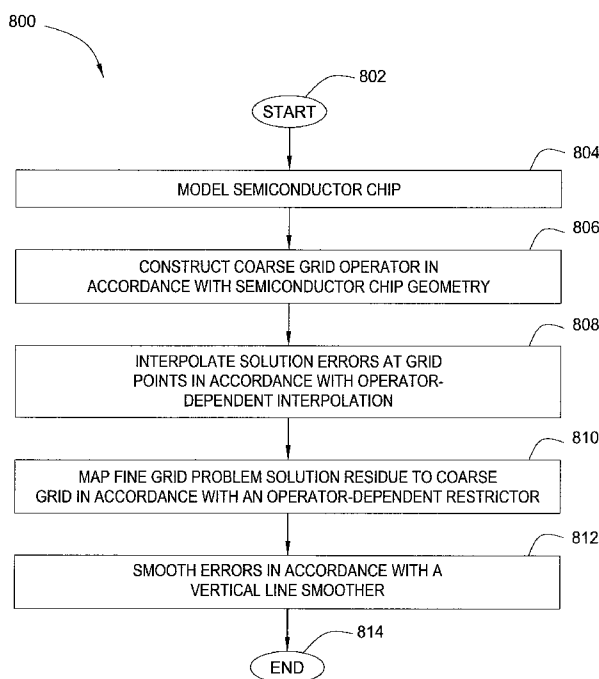 800
802
START
804
MODEL SEMICONDUCTOR CHIP
806
CONSTRUCT COARSE GRID OPERATOR IN
ACCORDANCE WITH SEMICONDUCTOR CHIP GEOMETRY
808
INTERPOLATE SOLUTION ERRORS AT GRID
POINTS IN ACCORDANCE WITH OPERATOR-
DEPENDENT INTERPOLATION
810
MAP FINE GRID PROBLEM SOLUTION RESIDUE TO COARSE
GRID IN ACCORDANCE WITH AN OPERATOR-DEPENDENT RESTRICTOR
812
SMOOTH ERRORS IN ACCORDANCE WITH A
VERTICAL LINE SMOOTHER
814
END